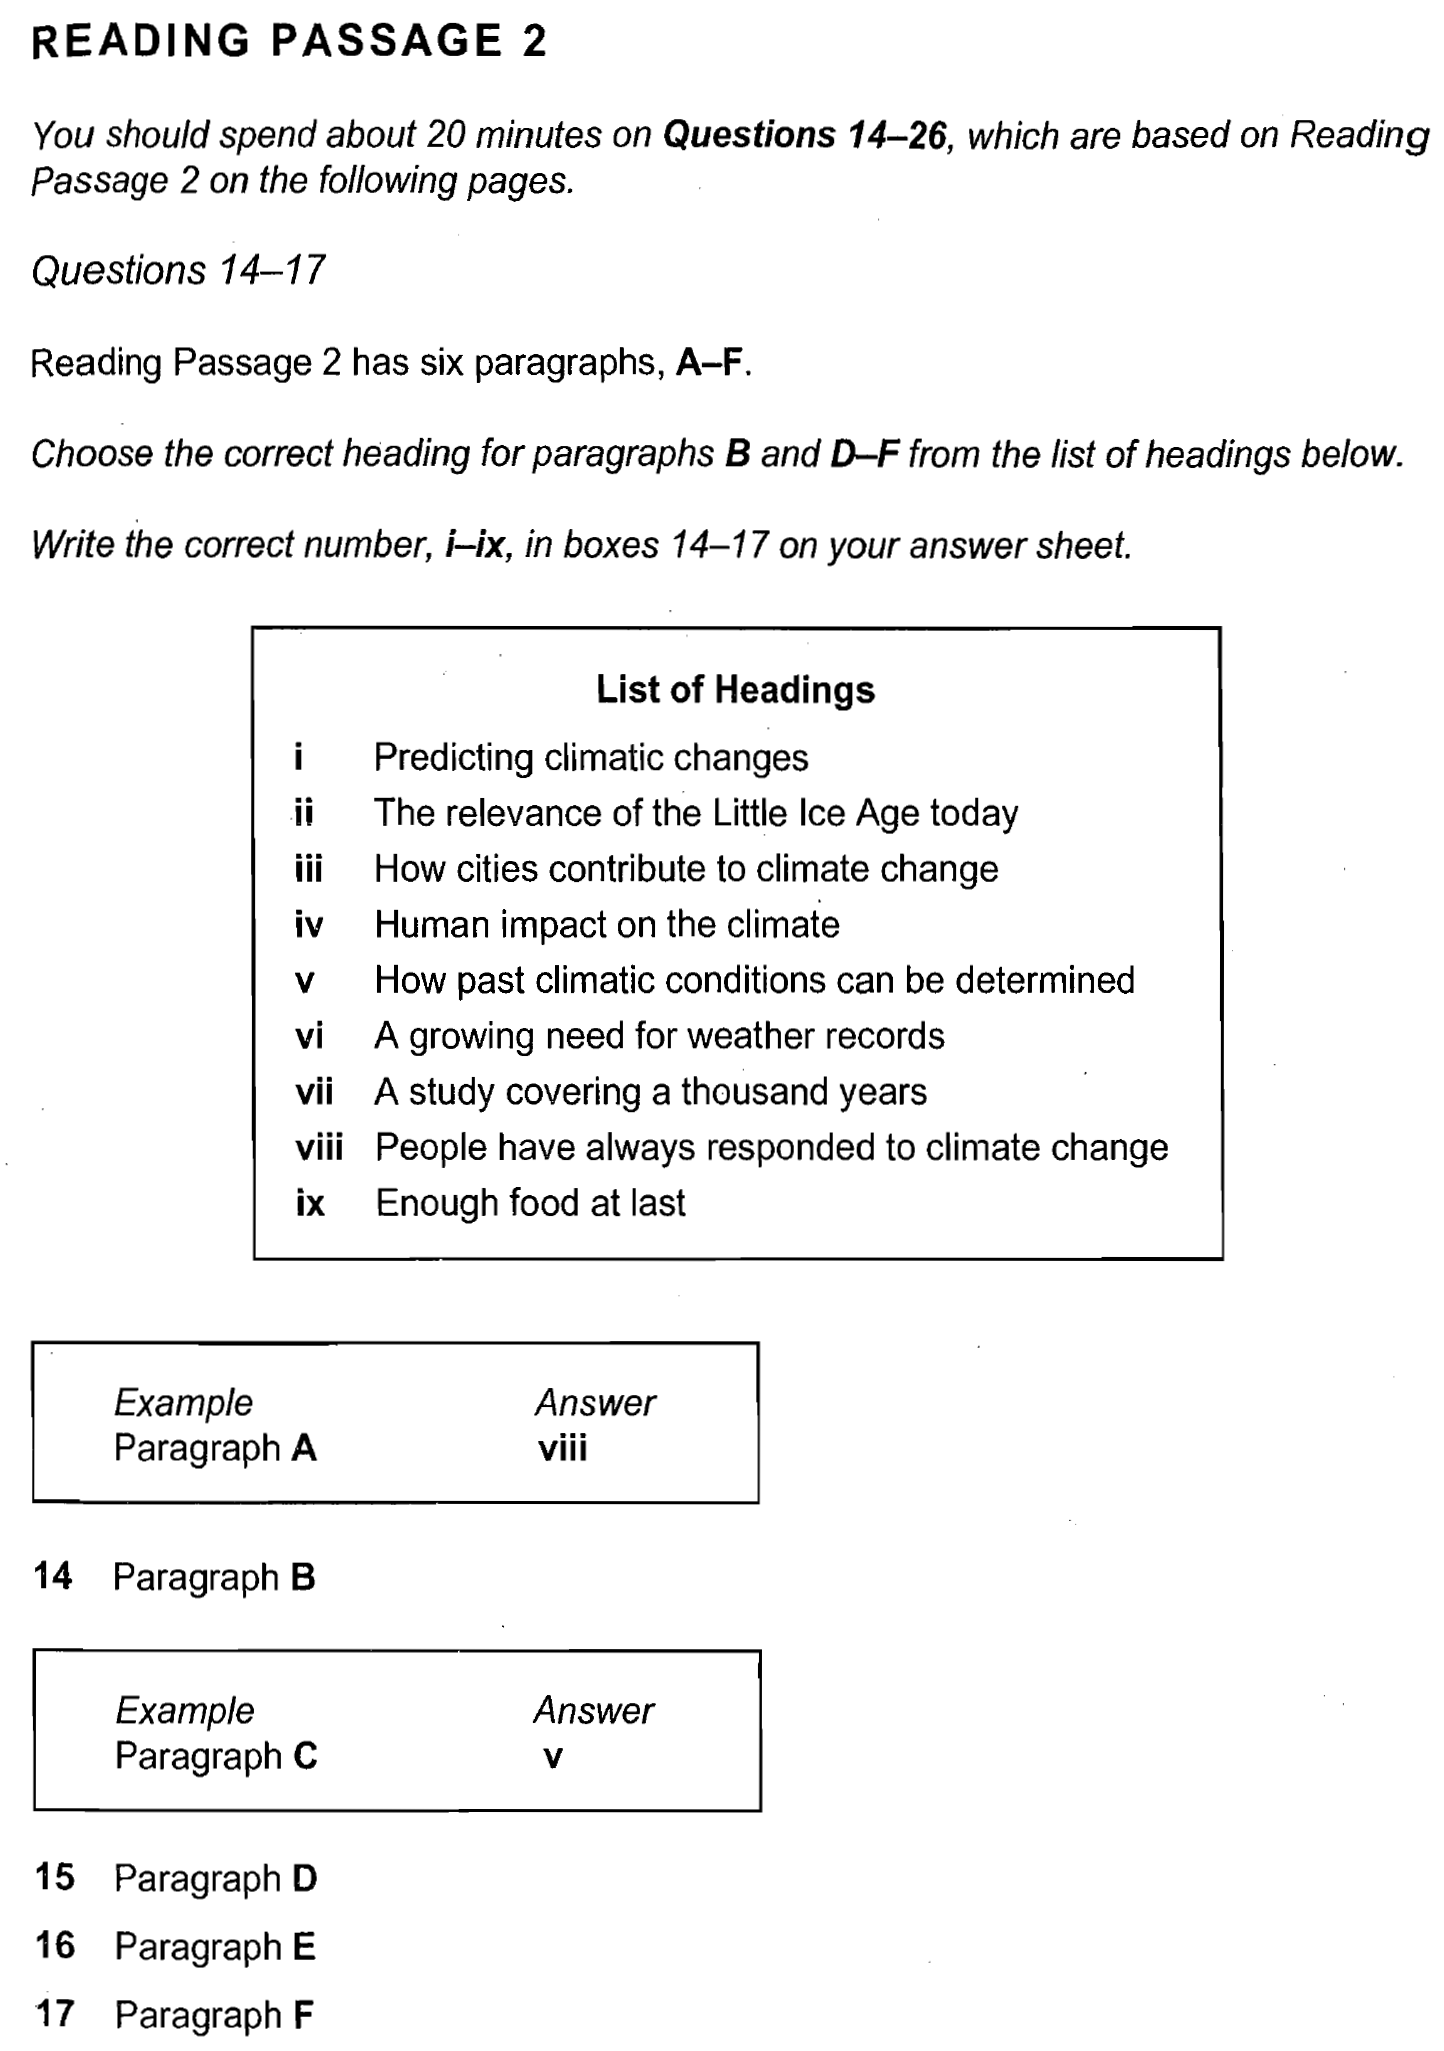 READING PASSAGE 2
You should spend about 20 minutes on Questions 14–26, which are based on Reading
Passage 2 on the following pages.
Questions 14–17
Reading Passage 2 has six paragraphs, A–F.
Choose the correct heading for paragraphs B and D–F from the list of headings below.
Write the correct number, i–ix, in boxes 14–17 on your answer sheet.
List of Headings
i Predicting climatic changes
ii The relevance of the Little Ice Age today
iii How cities contribute to climate change
iv Human impact on the climate
v How past climatic conditions can be determined
vi A growing need for weather records
vii A study covering a thousand years
viii People have always responded to climate change
ix Enough food at last
Example Answer
Paragraph A viii
14 Paragraph B
Example Answer
Paragraph C v
15 Paragraph D
16 Paragraph E
17 Paragraph F